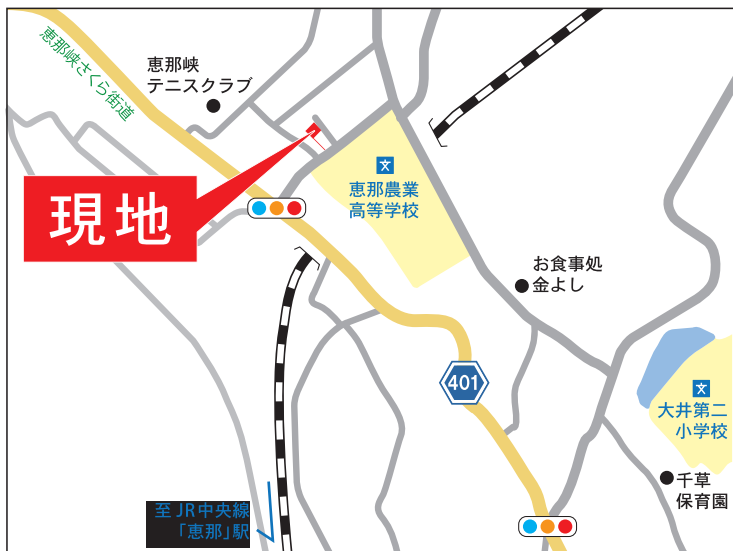 恵那峡さくら街道
恵那峡
テニスクラブ
現地
文
恵那農業
高等学校
お食事処
金よし
401
文
大井第二
小学校
千草
保育園
至JR中央線
「恵那」駅